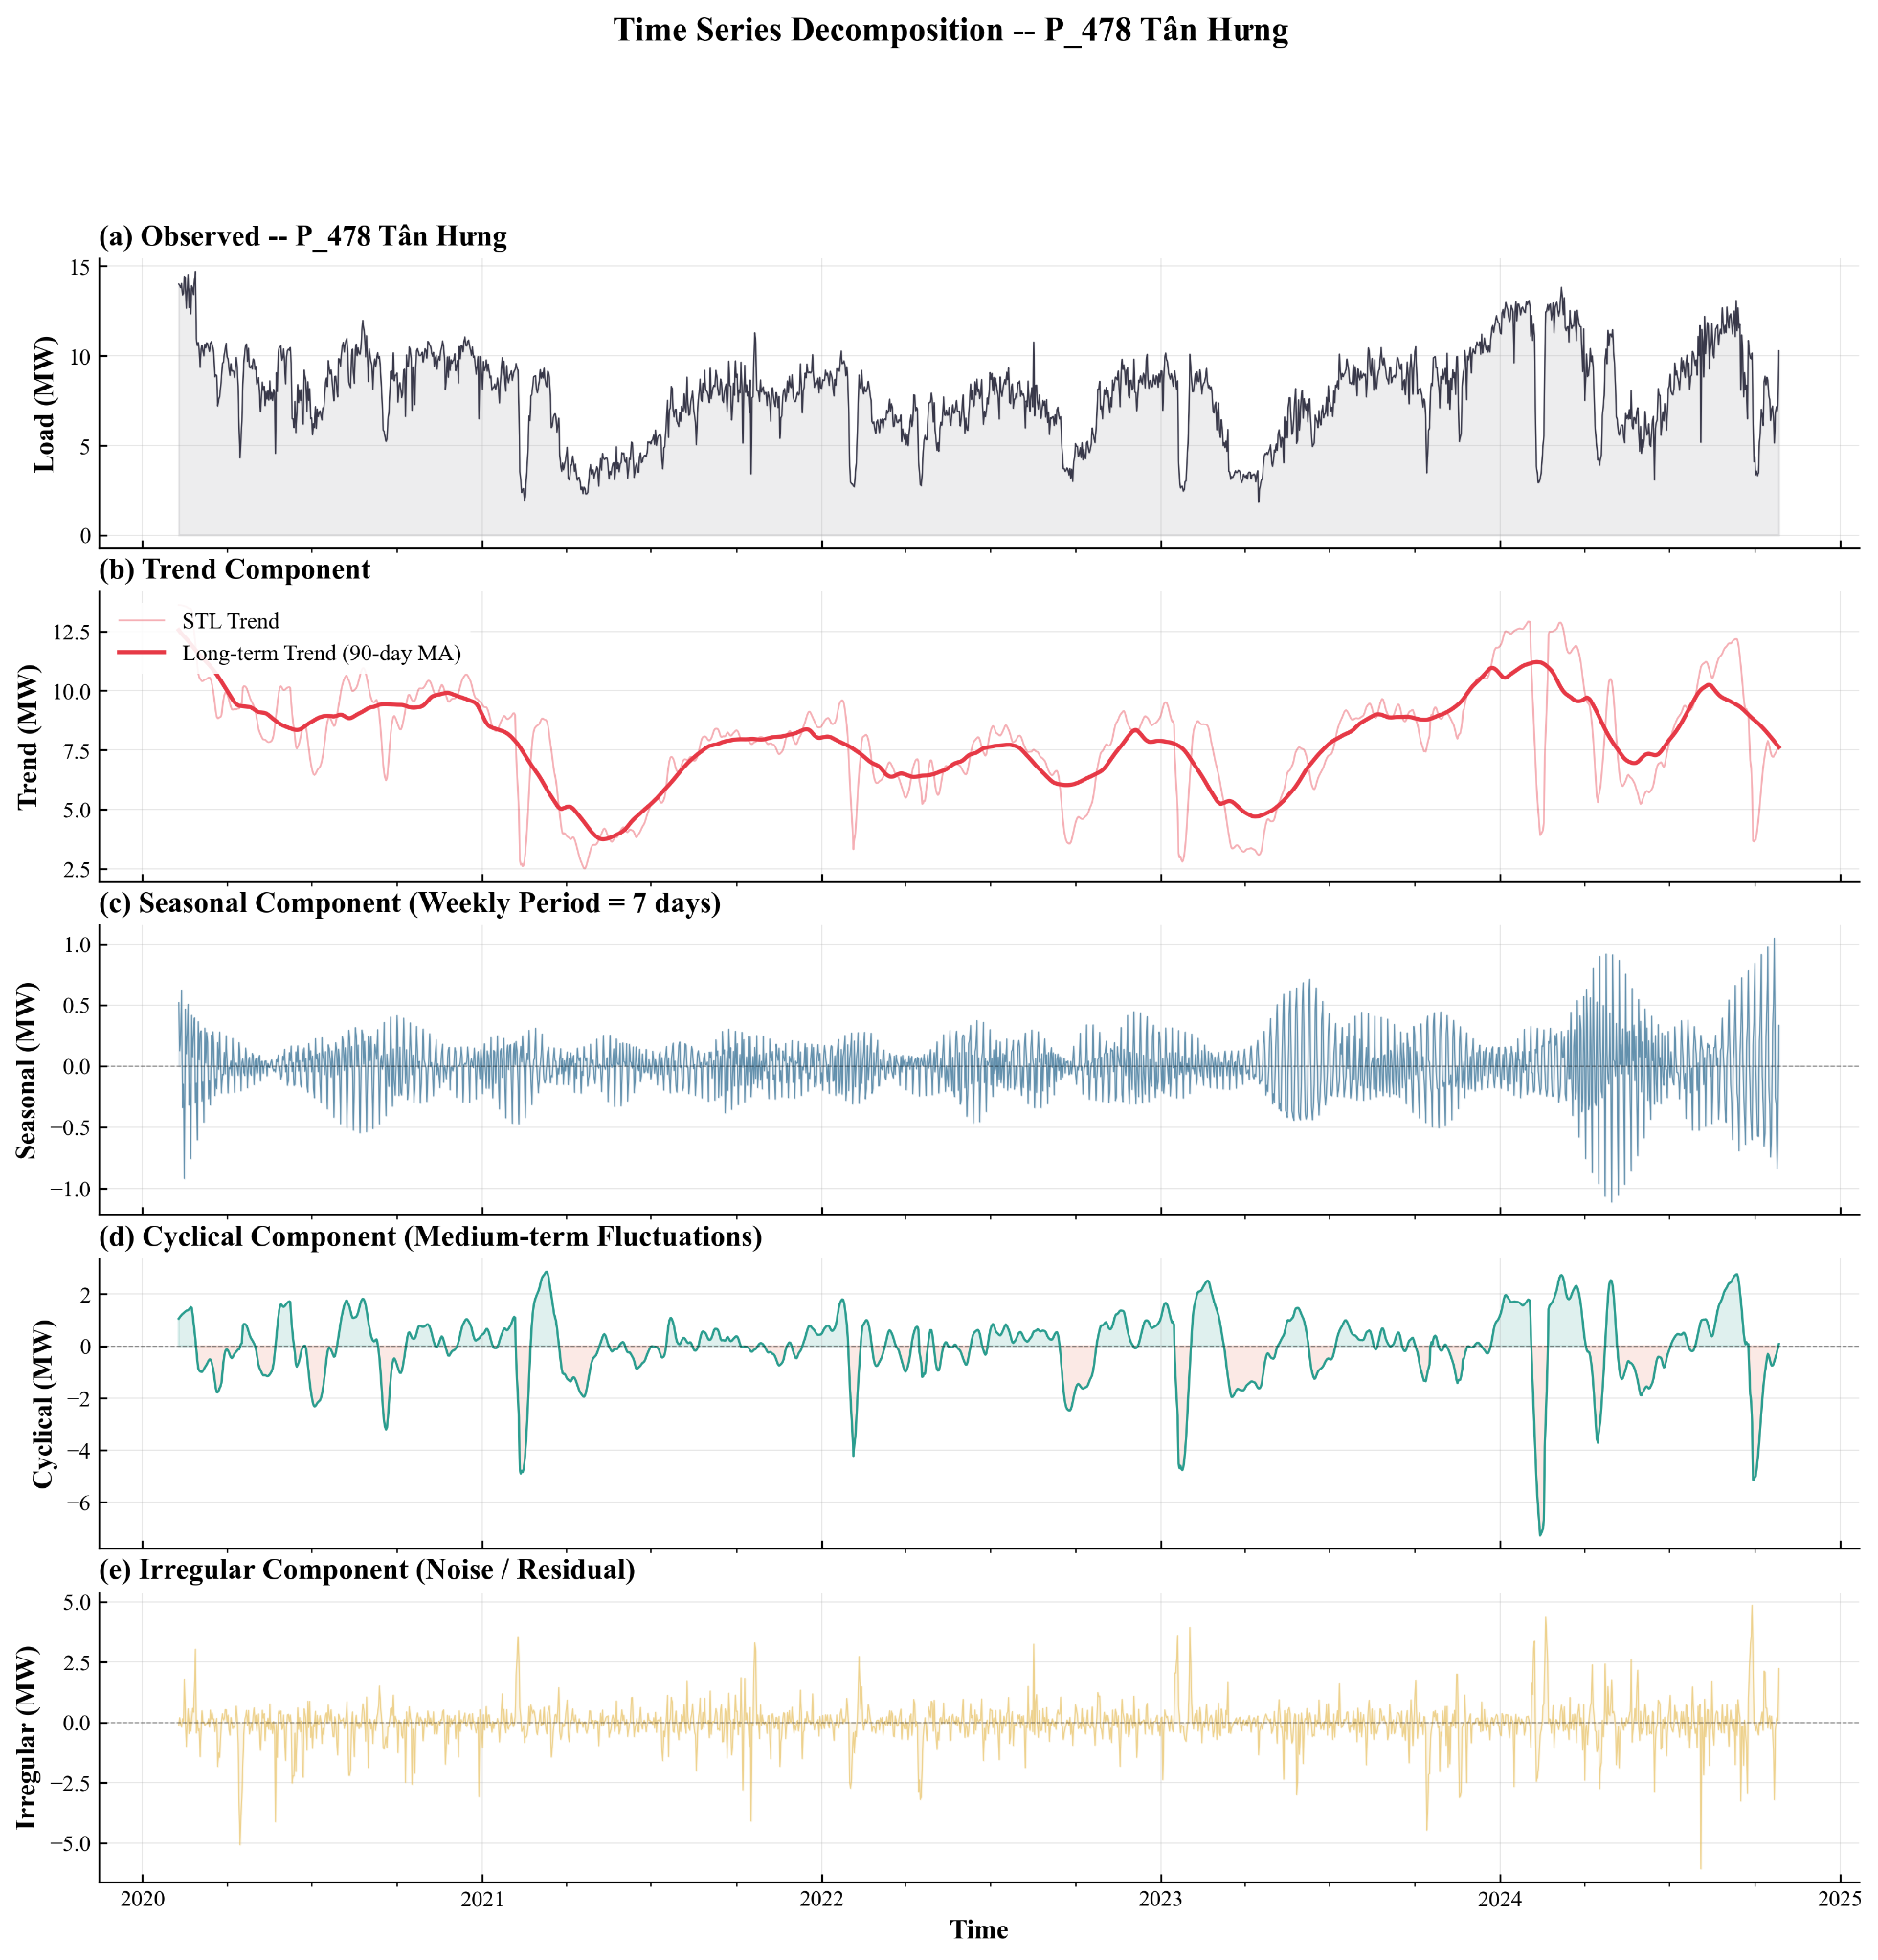 Time Series Decomposition -- P_478 Tân Hưng
(a) Observed -- P_478 Tân Hưng
Load (MW)
15
10
5
0
(b) Trend Component
Trend (MW)
STL Trend
Long-term Trend (90-day MA)
12.5
10.0
7.5
5.0
2.5
(c) Seasonal Component (Weekly Period = 7 days)
Seasonal (MW)
1.0
0.5
0.0
−0.5
−1.0
(d) Cyclical Component (Medium-term Fluctuations)
Cyclical (MW)
2
0
−2
−4
−6
(e) Irregular Component (Noise / Residual)
Irregular (MW)
5.0
2.5
0.0
−2.5
−5.0
2020 2021 2022 2023 2024 2025
Time